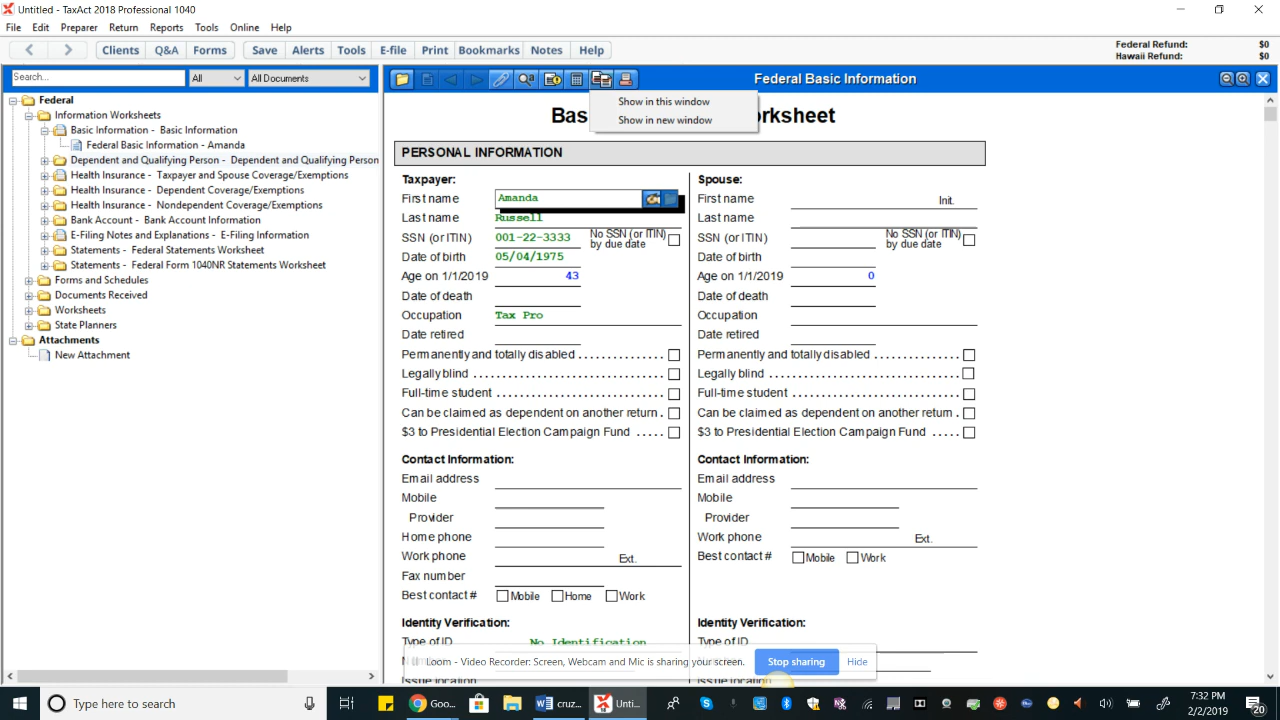 Untitled - TaxAct 2018 Professional 1040
File Edit Preparer Return Reports Tools Online Help
Clients Q&A Forms Save Alerts Tools E-file Print Bookmarks Notes Help
Federal Refund: $0
Hawaii Refund: $0
Search... All All Documents
Federal Basic Information
Show in this window
Show in new window
Federal
Information Worksheets
Basic Information - Basic Information
Federal Basic Information - Amanda
Dependent and Qualifying Person - Dependent and Qualifying Person
Health Insurance - Taxpayer and Spouse Coverage/Exemptions
Health Insurance - Dependent Coverage/Exemptions
Health Insurance - Nondependent Coverage/Exemptions
Bank Account - Bank Account Information
E-Filing Notes and Explanations - E-Filing Information
Statements - Federal Statements Worksheet
Statements - Federal Form 1040NR Statements Worksheet
Forms and Schedules
Documents Received
Worksheets
State Planners
Attachments
New Attachment
Bas rksheet
PERSONAL INFORMATION
Taxpayer: Spouse:
First name Amanda First name Init.
Last name Russell Last name
SSN (or ITIN) 001-22-3333 No SSN (or ITIN) by due date SSN (or ITIN) No SSN (or ITIN) by due date
Date of birth 05/04/1975 Date of birth
Age on 1/1/2019 43 Age on 1/1/2019 0
Date of death Date of death
Occupation Tax Pro Occupation
Date retired Date retired
Permanently and totally disabled . . . . . . . . . . . . . . Permanently and totally disabled . . . . . . . . . . . . . .
Legally blind . . . . . . . . . . . . . . . . . . . . . . . . . . . . Legally blind . . . . . . . . . . . . . . . . . . . . . . . . . . . .
Full-time student . . . . . . . . . . . . . . . . . . . . . . . . Full-time student . . . . . . . . . . . . . . . . . . . . . . . .
Can be claimed as dependent on another return . Can be claimed as dependent on another return .
$3 to Presidential Election Campaign Fund . . . . . $3 to Presidential Election Campaign Fund . . . . .
Contact Information: Contact Information:
Email address Email address
Mobile Mobile
Provider Provider
Home phone Work phone Ext.
Work phone Ext. Best contact # Mobile Work
Fax number
Best contact # Mobile Home Work
Identity Verification: Identity Verification:
Type of ID No Identification Type of ID
Loom - Video Recorder: Screen, Webcam and Mic is sharing your screen. Stop sharing Hide
Issue location Issue location
Type here to search Goo... cruz... Unti...
7:32 PM
2/2/2019
20